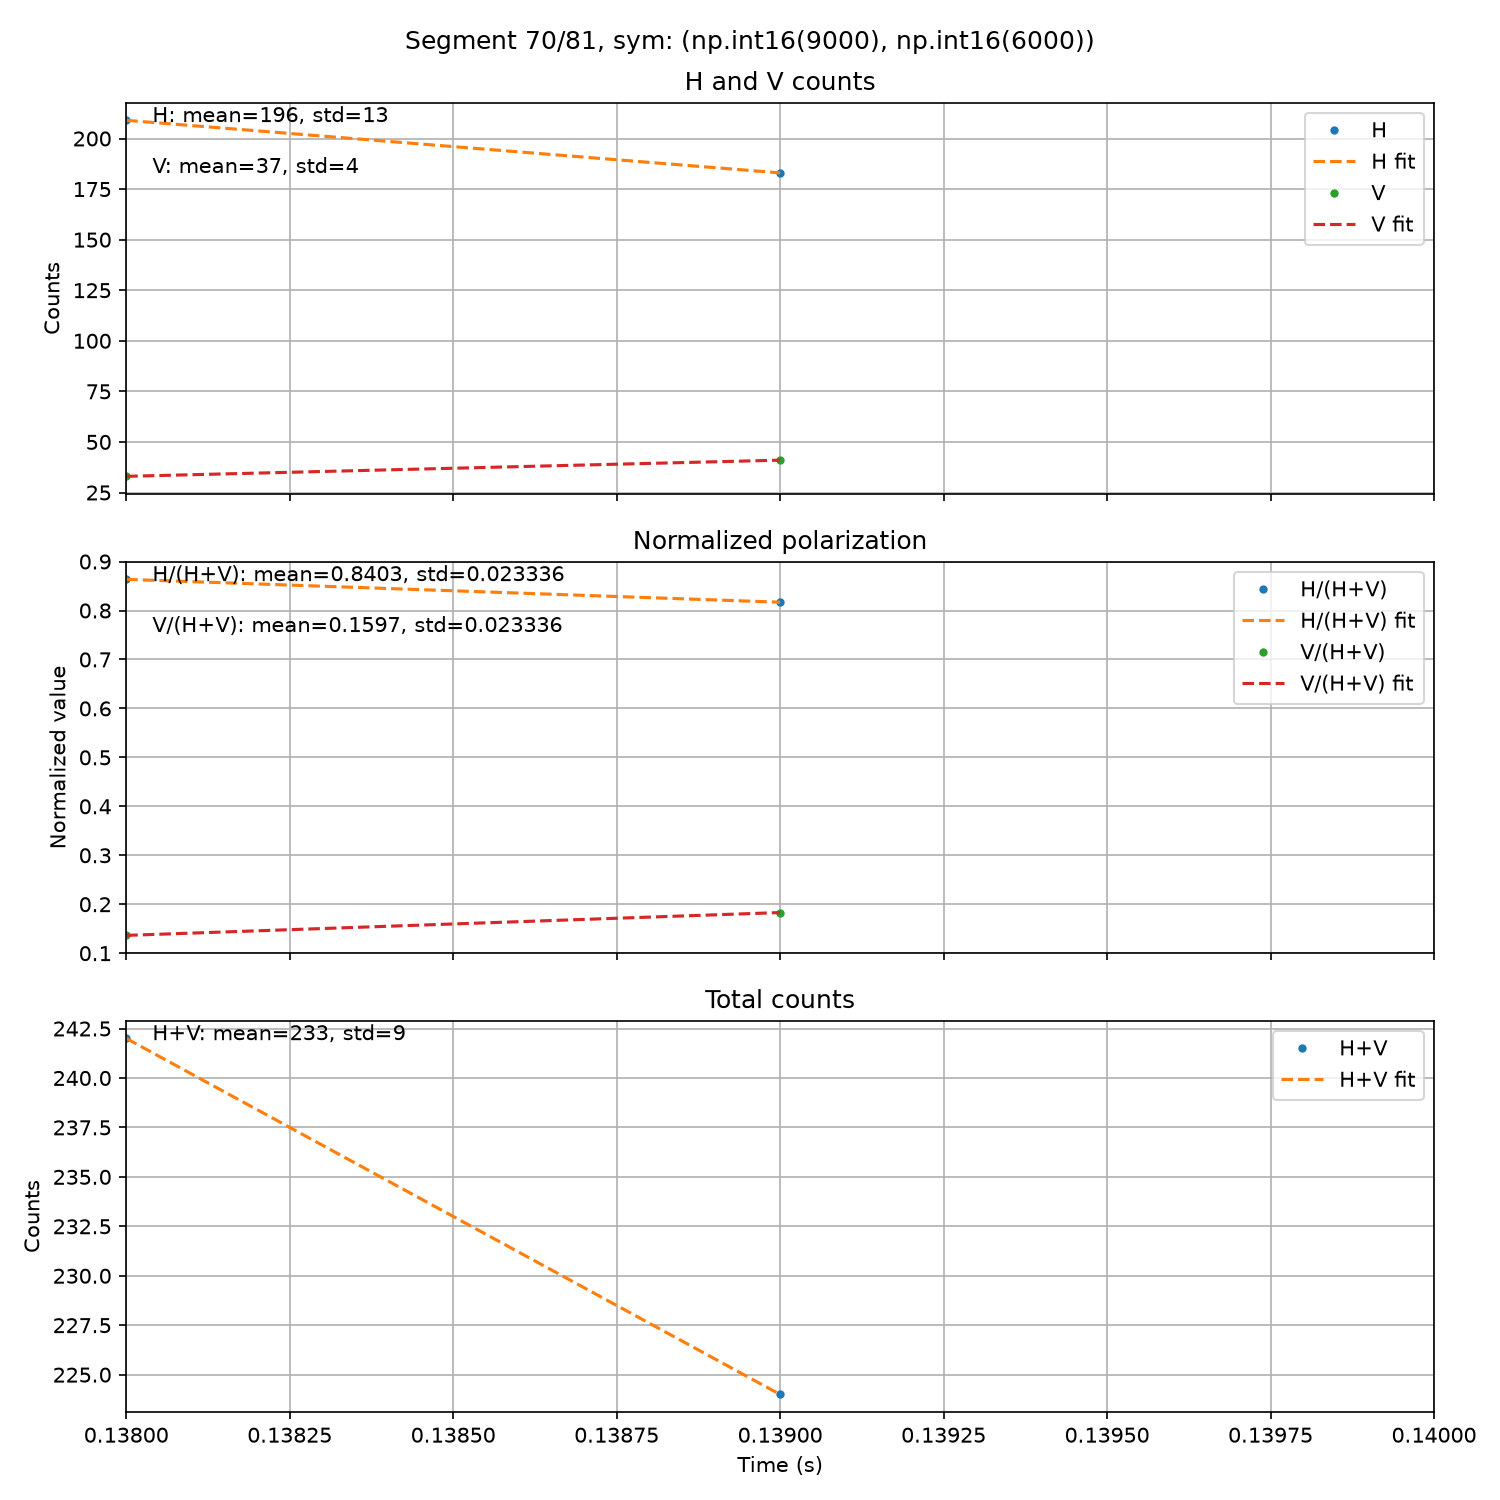 Segment 70/81, sym: (np.int16(9000), np.int16(6000))
H and V counts
H: mean=196, std=13
V: mean=37, std=4
H
H fit
V
V fit
200
175
150
125
100
75
50
25
Counts
Normalized polarization
H/(H+V): mean=0.8403, std=0.023336
V/(H+V): mean=0.1597, std=0.023336
H/(H+V)
H/(H+V) fit
V/(H+V)
V/(H+V) fit
0.9
0.8
0.7
0.6
0.5
0.4
0.3
0.2
0.1
Normalized value
Total counts
H+V: mean=233, std=9
H+V
H+V fit
242.5
240.0
237.5
235.0
232.5
230.0
227.5
225.0
Counts
0.13800 0.13825 0.13850 0.13875 0.13900 0.13925 0.13950 0.13975 0.14000
Time (s)